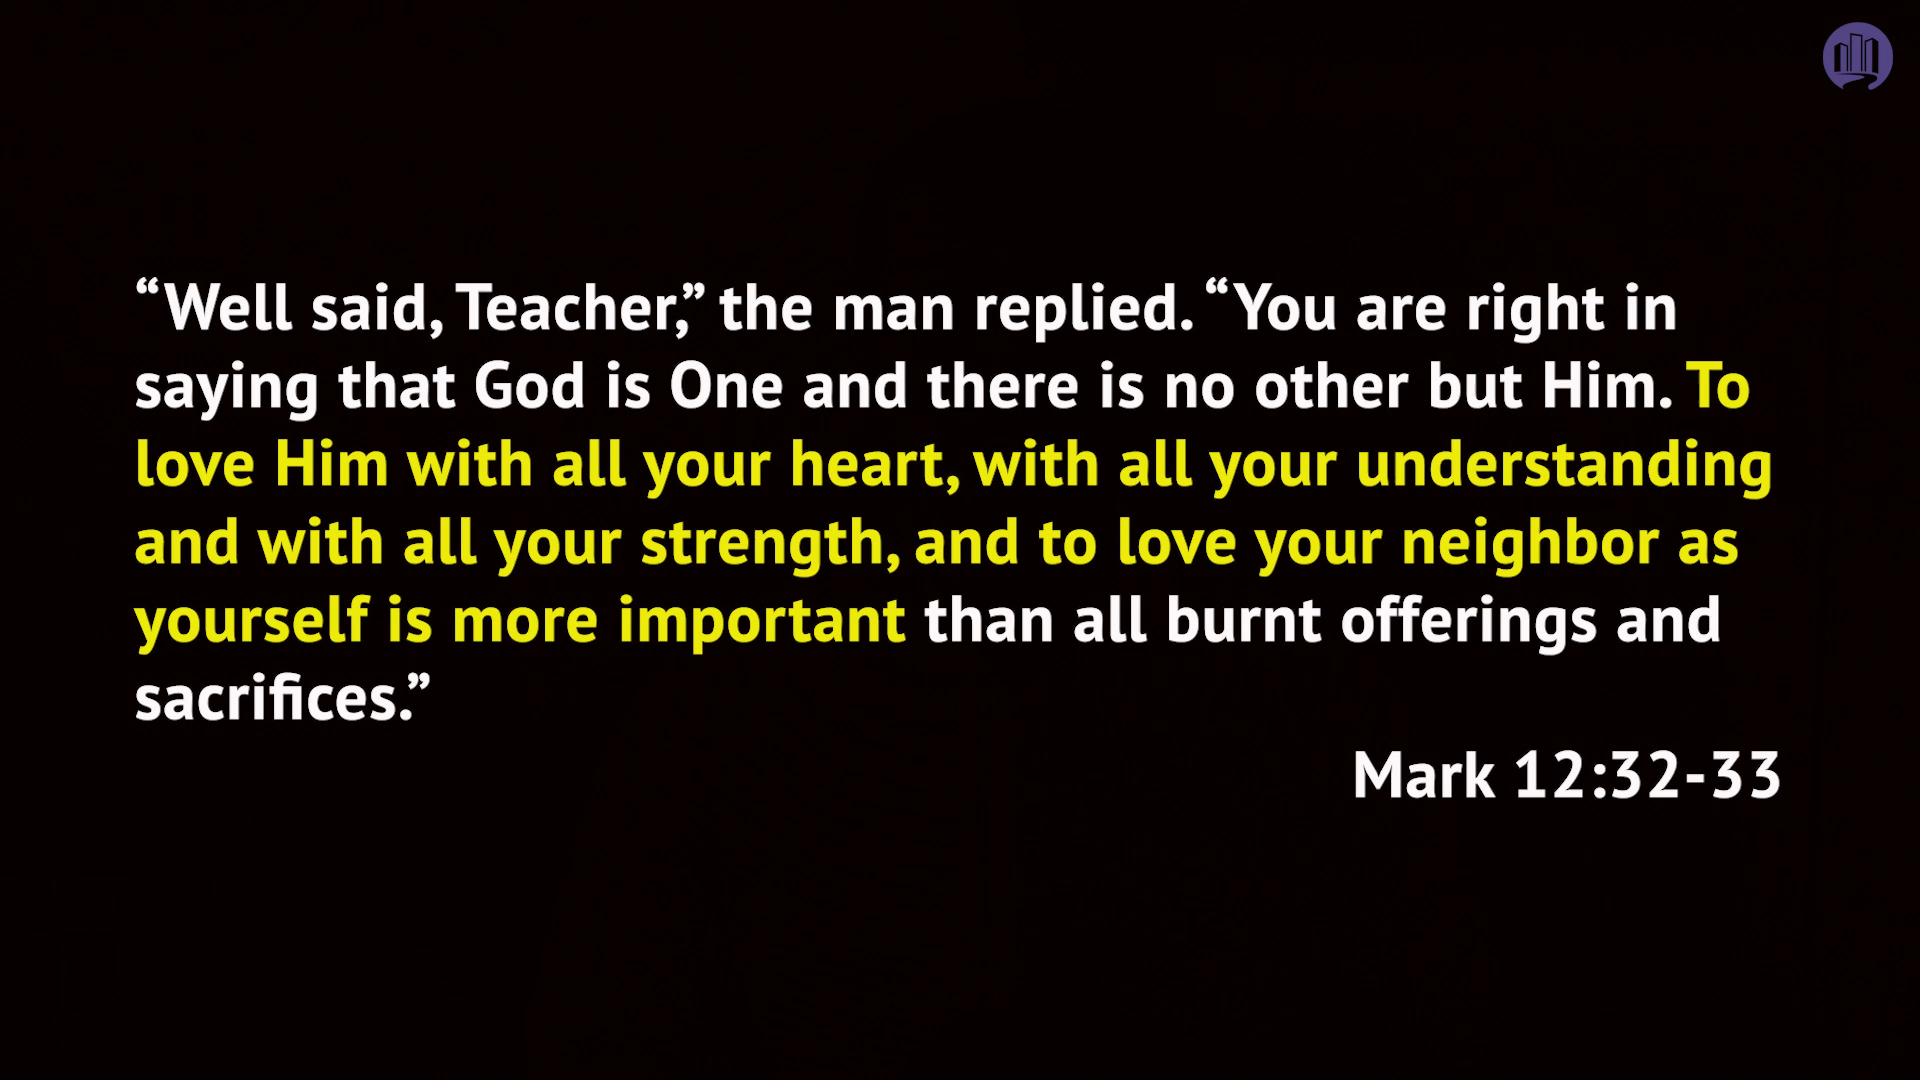 “Well said, Teacher,” the man replied. “You are right in
saying that God is One and there is no other but Him. To
love Him with all your heart, with all your understanding
and with all your strength, and to love your neighbor as
yourself is more important than all burnt offerings and
sacrifices.”
Mark 12:32-33